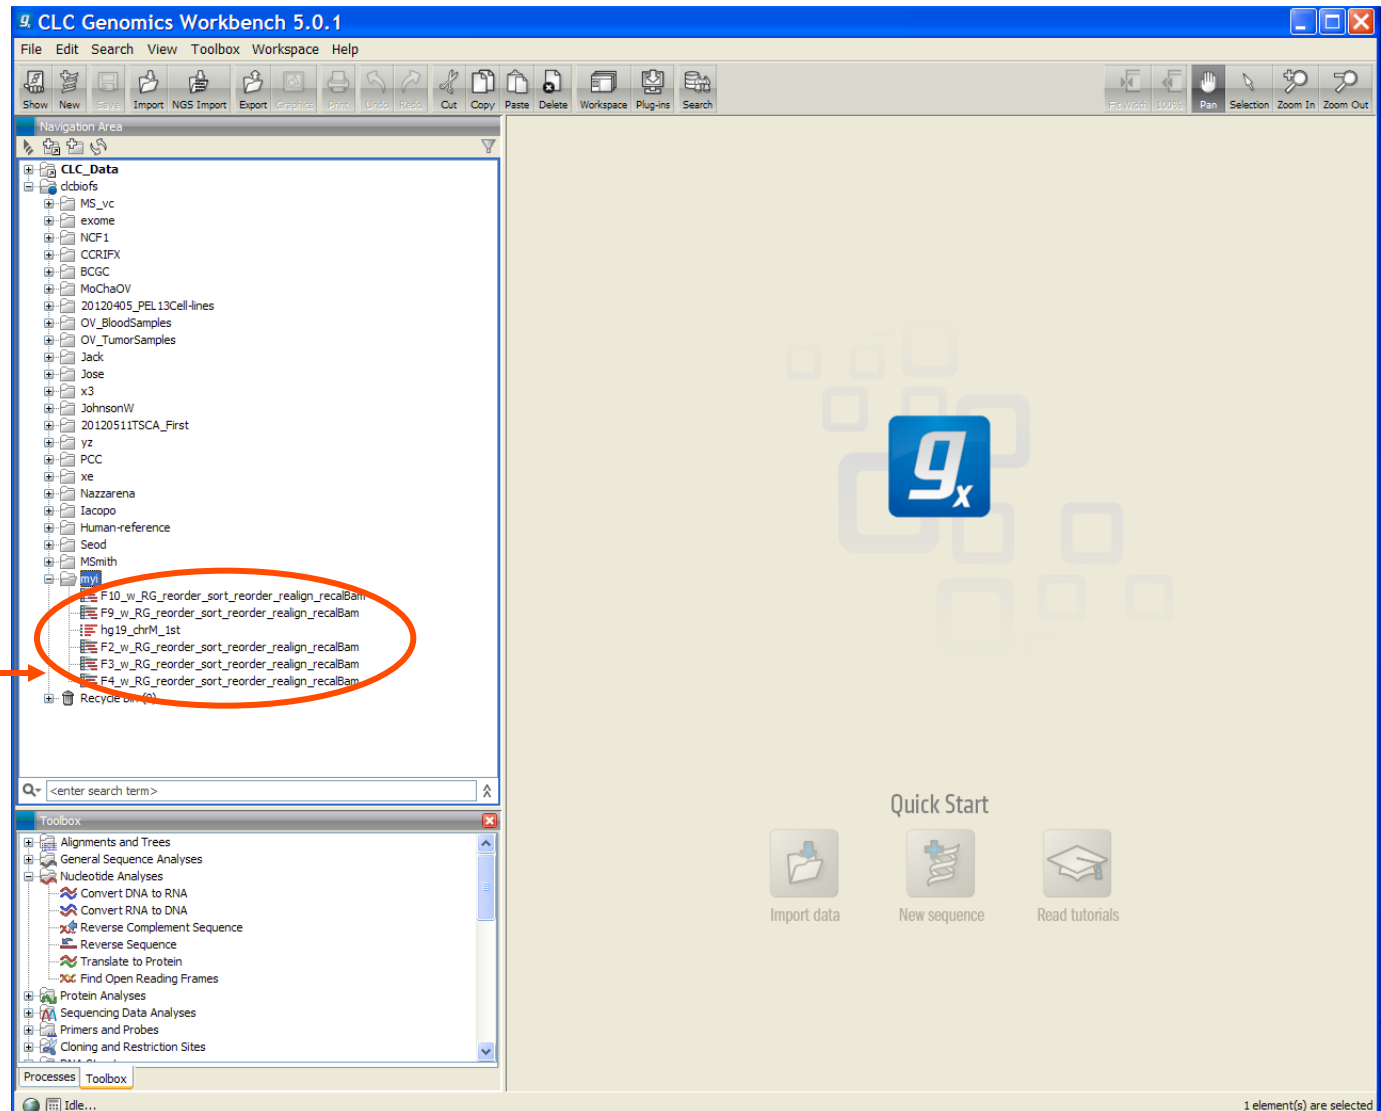 CLC Genomics Workbench 5.0.1
File Edit Search View Toolbox Workspace Help
Show New Save Import NGS Import Export Graphics Print Undo Redo Cut Copy Paste Delete Workspace Plug-ins Search Fit Width 100% Pan Selection Zoom In Zoom Out
Navigation Area
CLC_Data
clcbiofs
MS_vc
exome
NCF1
CCRIFX
BCGC
MoChaOV
20120405_PEL13Cell-lines
OV_BloodSamples
OV_TumorSamples
Jack
Jose
x3
JohnsonW
20120511TSCA_First
yz
PCC
xe
Nazzarena
Iacopo
Human-reference
Seod
MSmith
myi
F10_w_RG_reorder_sort_reorder_realign_recalBam
F9_w_RG_reorder_sort_reorder_realign_recalBam
hg19_chrM_1st
F2_w_RG_reorder_sort_reorder_realign_recalBam
F3_w_RG_reorder_sort_reorder_realign_recalBam
F4_w_RG_reorder_sort_reorder_realign_recalBam
Recycle
<enter search term>
Toolbox
Alignments and Trees
General Sequence Analyses
Nucleotide Analyses
Convert DNA to RNA
Convert RNA to DNA
Reverse Complement Sequence
Reverse Sequence
Translate to Protein
Find Open Reading Frames
Protein Analyses
Sequencing Data Analyses
Primers and Probes
Cloning and Restriction Sites
Processes Toolbox
Idle...
gx
Quick Start
Import data New sequence Read tutorials
1 element(s) are selected